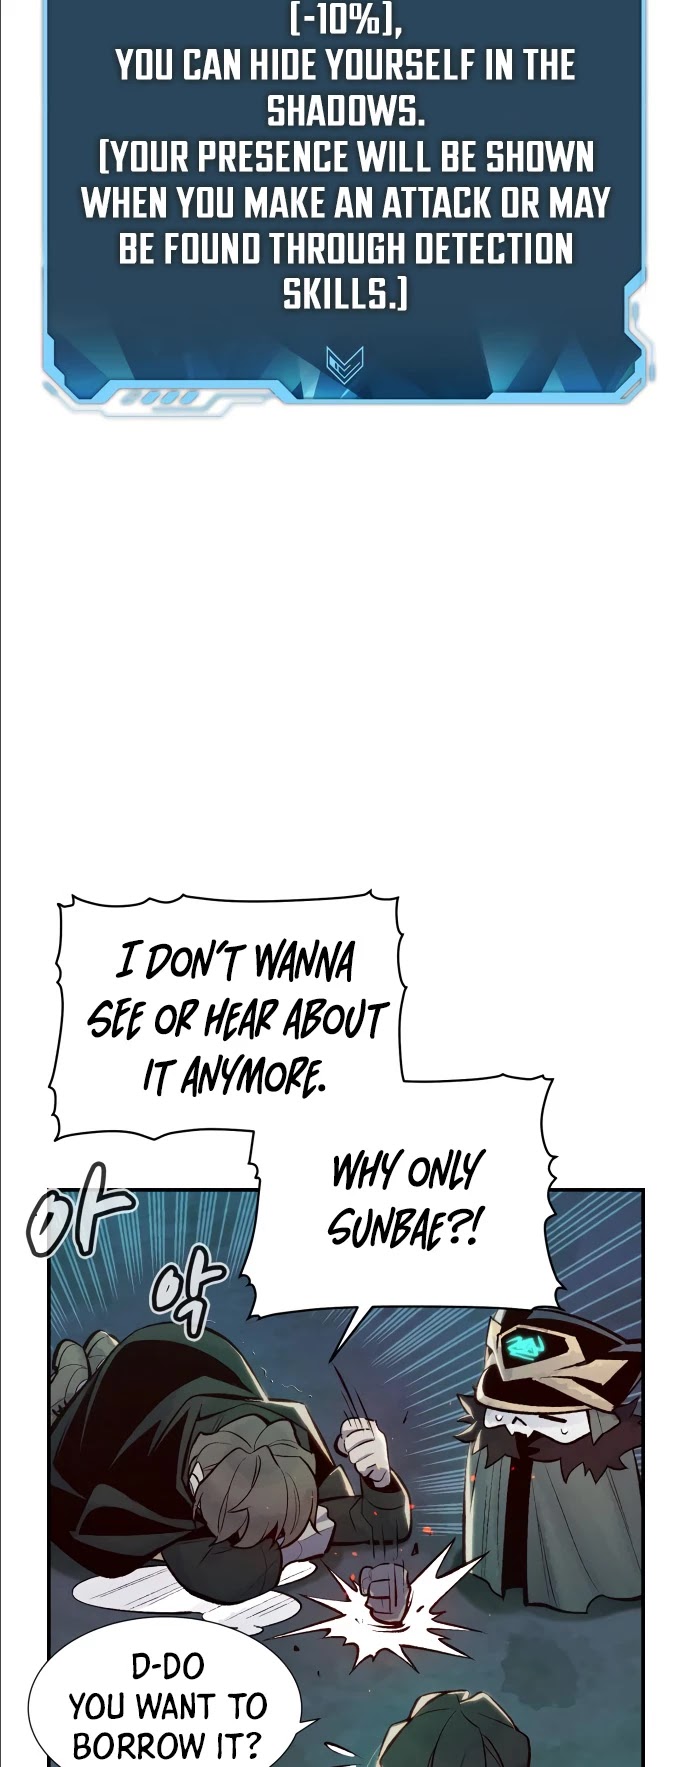 [-10%],
YOU CAN HIDE YOURSELF IN THE
SHADOWS.
[YOUR PRESENCE WILL BE SHOWN
WHEN YOU MAKE AN ATTACK OR MAY
BE FOUND THROUGH DETECTION
SKILLS.]
I DON'T WANNA
SEE OR HEAR ABOUT
IT ANYMORE.
WHY ONLY
SUNBAE?!
아
악
D-DO
YOU WANT TO
BORROW IT?